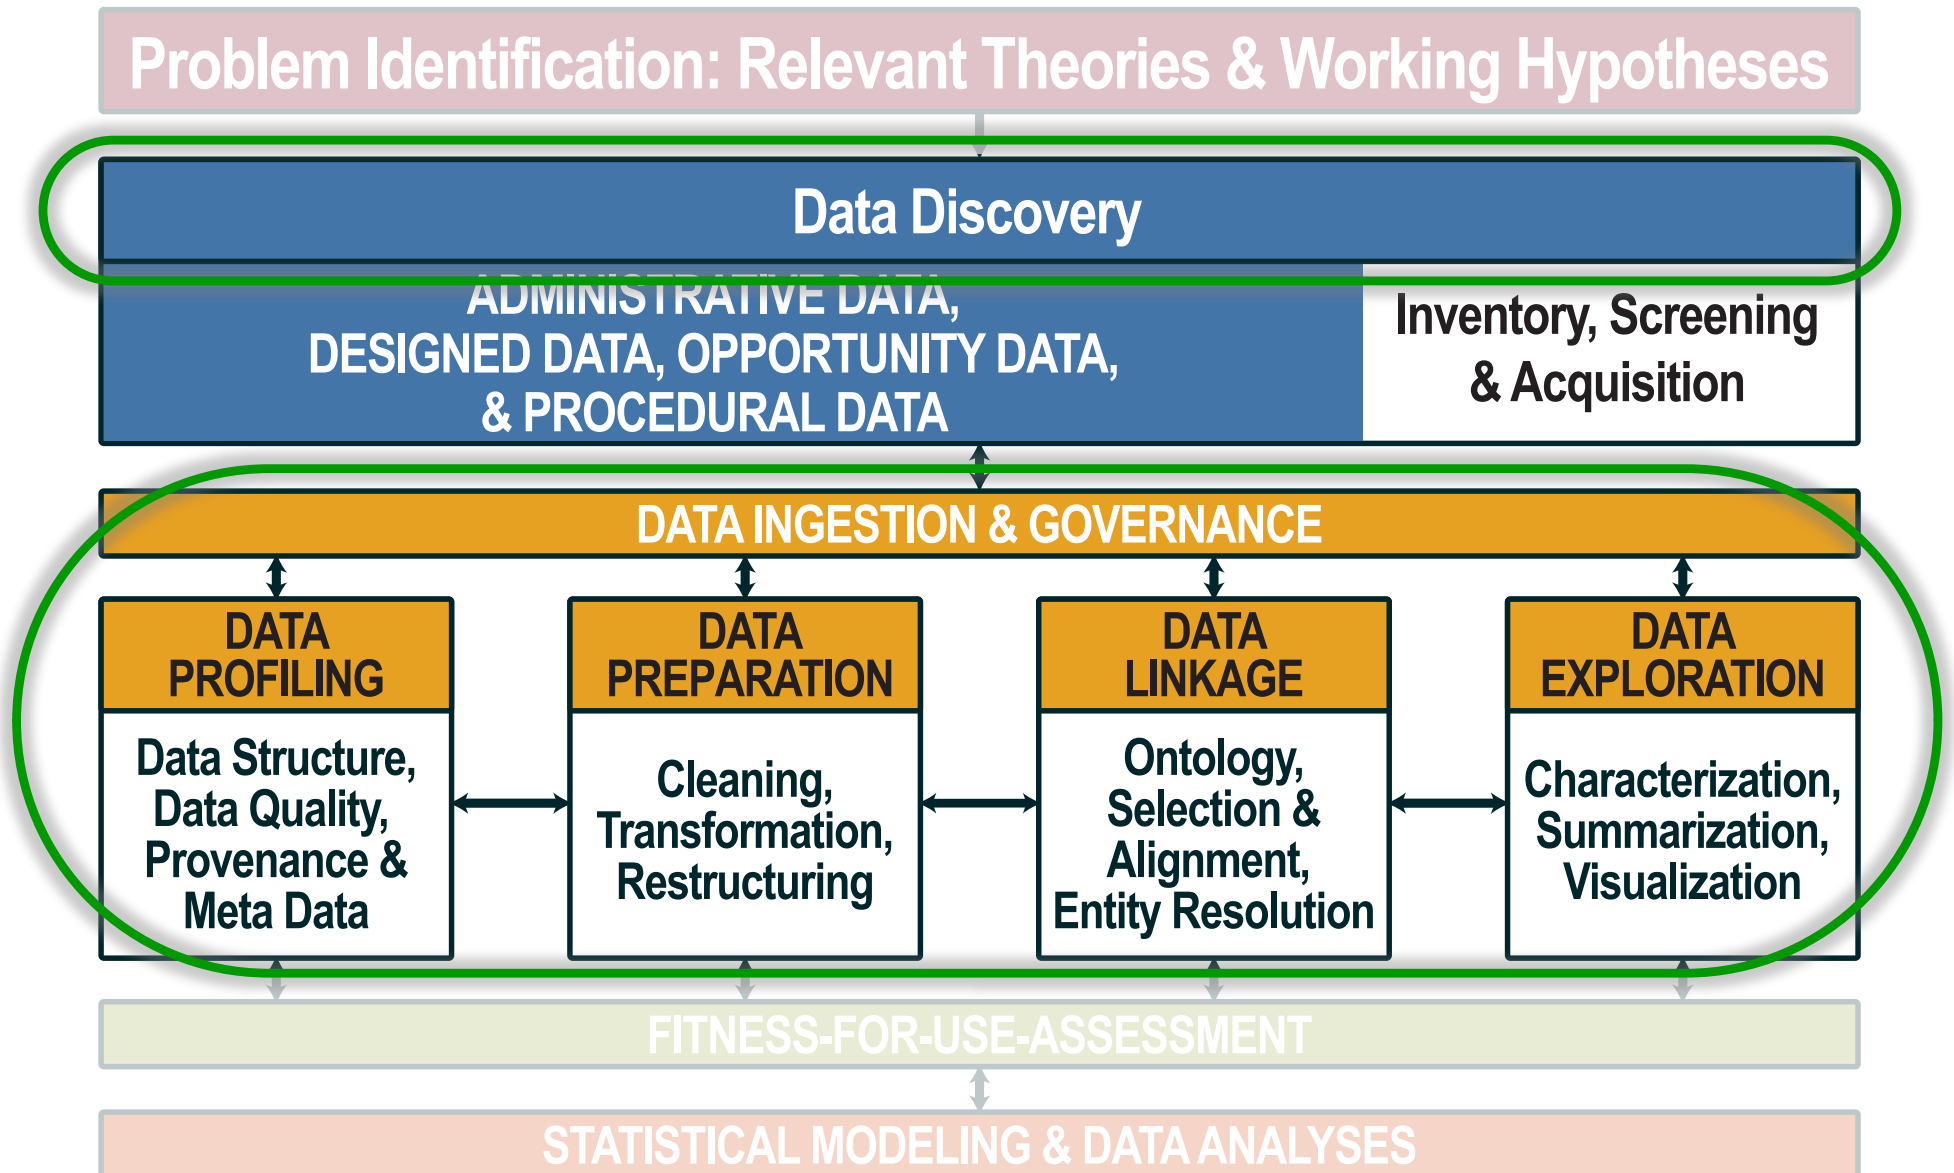 Problem Identification: Relevant Theories & Working Hypotheses
Data Discovery
ADMINISTRATIVE DATA,
DESIGNED DATA, OPPORTUNITY DATA,
& PROCEDURAL DATA
Inventory, Screening
& Acquisition
DATA INGESTION & GOVERNANCE
DATA
PROFILING
Data Structure,
Data Quality,
Provenance &
Meta Data
DATA
PREPARATION
Cleaning,
Transformation,
Restructuring
DATA
LINKAGE
Ontology,
Selection &
Alignment,
Entity Resolution
DATA
EXPLORATION
Characterization,
Summarization,
Visualization
FITNESS-FOR-USE-ASSESSMENT
STATISTICAL MODELING & DATA ANALYSES